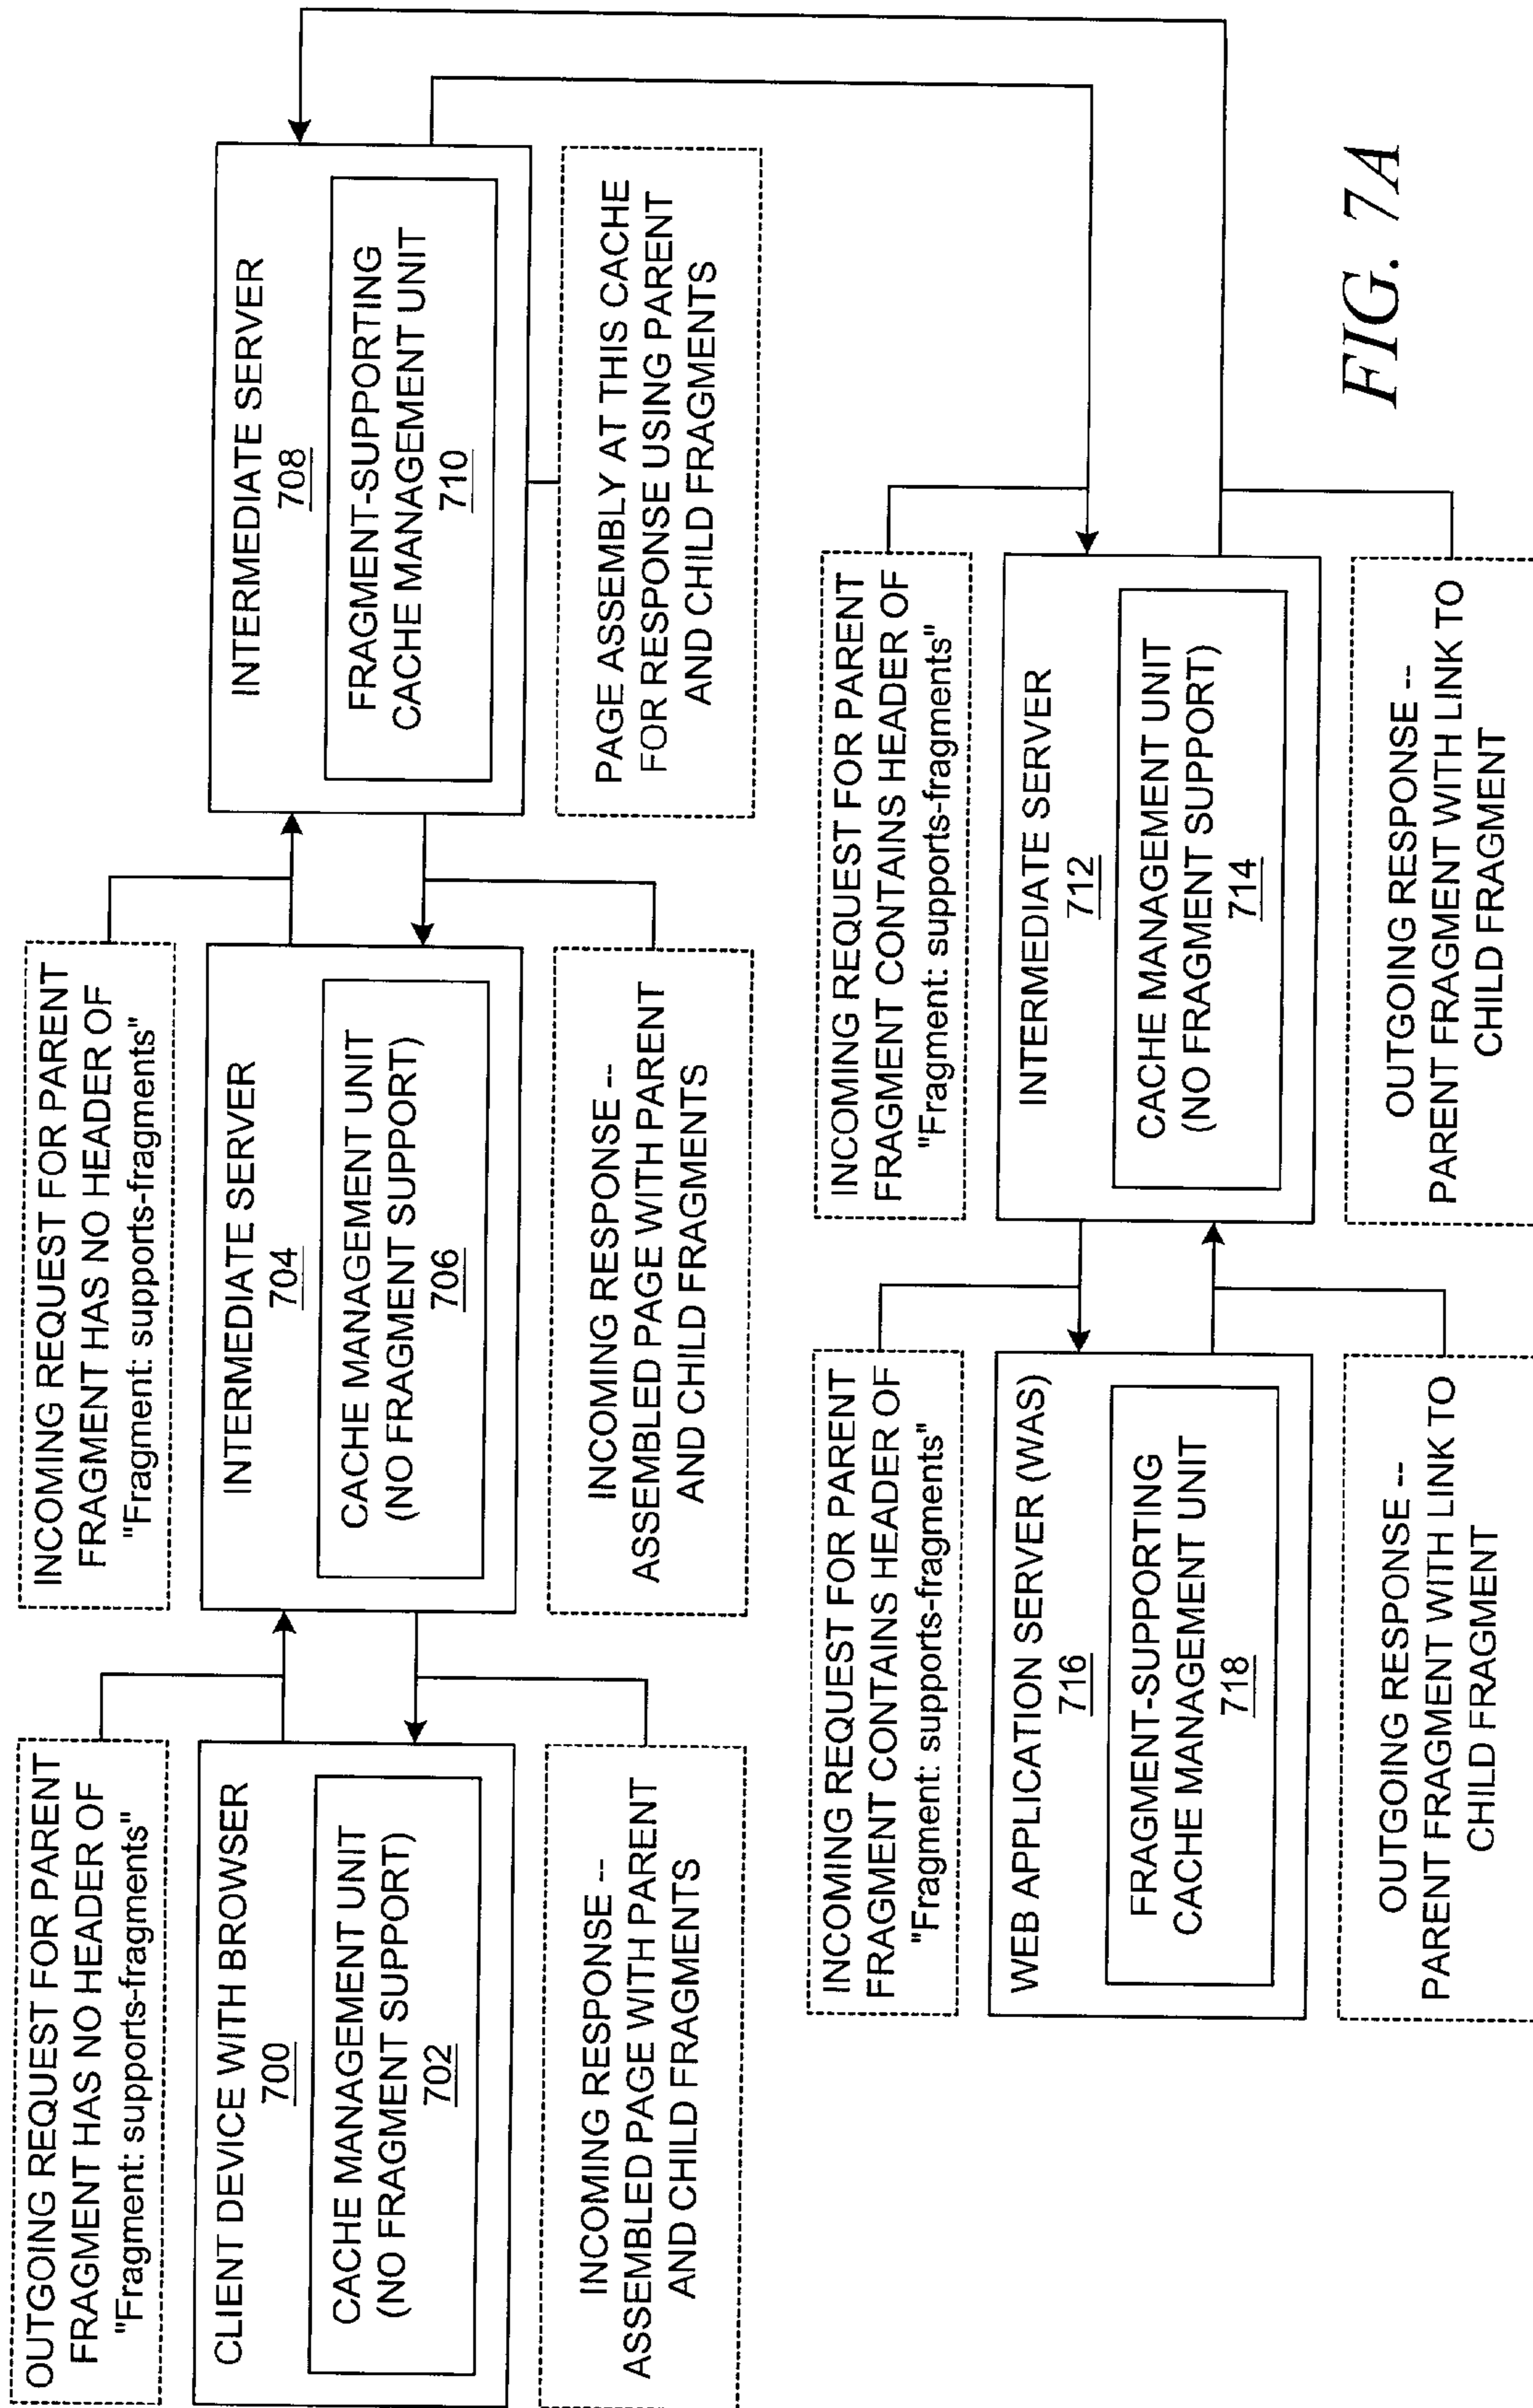 OUTGOING REQUEST FOR PARENT
FRAGMENT HAS NO HEADER OF
"Fragment: supports-fragments"
CLIENT DEVICE WITH BROWSER
700
CACHE MANAGEMENT UNIT
(NO FRAGMENT SUPPORT)
702
INCOMING RESPONSE --
ASSEMBLED PAGE WITH PARENT
AND CHILD FRAGMENTS
INCOMING REQUEST FOR PARENT
FRAGMENT HAS NO HEADER OF
"Fragment: supports-fragments"
INTERMEDIATE SERVER
704
CACHE MANAGEMENT UNIT
(NO FRAGMENT SUPPORT)
706
INCOMING RESPONSE --
ASSEMBLED PAGE WITH PARENT
AND CHILD FRAGMENTS
INTERMEDIATE SERVER
708
FRAGMENT-SUPPORTING
CACHE MANAGEMENT UNIT
710
PAGE ASSEMBLY AT THIS CACHE
FOR RESPONSE USING PARENT
AND CHILD FRAGMENTS
INCOMING REQUEST FOR PARENT
FRAGMENT CONTAINS HEADER OF
"Fragment: supports-fragments"
WEB APPLICATION SERVER (WAS)
716
FRAGMENT-SUPPORTING
CACHE MANAGEMENT UNIT
718
OUTGOING RESPONSE --
PARENT FRAGMENT WITH LINK TO
CHILD FRAGMENT
INCOMING REQUEST FOR PARENT
FRAGMENT CONTAINS HEADER OF
"Fragment: supports-fragments"
INTERMEDIATE SERVER
712
CACHE MANAGEMENT UNIT
(NO FRAGMENT SUPPORT)
714
OUTGOING RESPONSE --
PARENT FRAGMENT WITH LINK TO
CHILD FRAGMENT
FIG. 7A